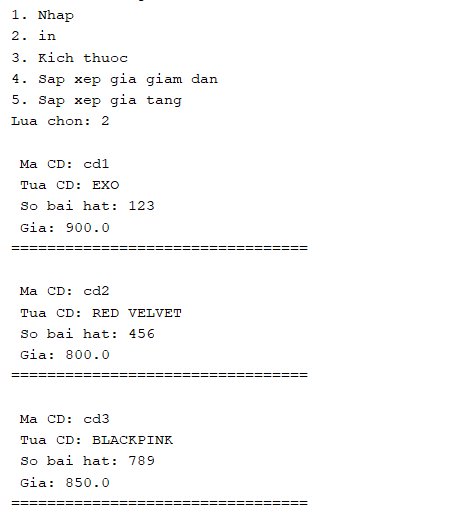 1. Nhap
2. in
3. Kich thuoc
4. Sap xep gia giam dan
5. Sap xep gia tang
Lua chon: 2
Ma CD: cd1
Tua CD: EXO
So bai hat: 123
Gia: 900.0
=================================
Ma CD: cd2
Tua CD: RED VELVET
So bai hat: 456
Gia: 800.0
=================================
Ma CD: cd3
Tua CD: BLACKPINK
So bai hat: 789
Gia: 850.0
=================================